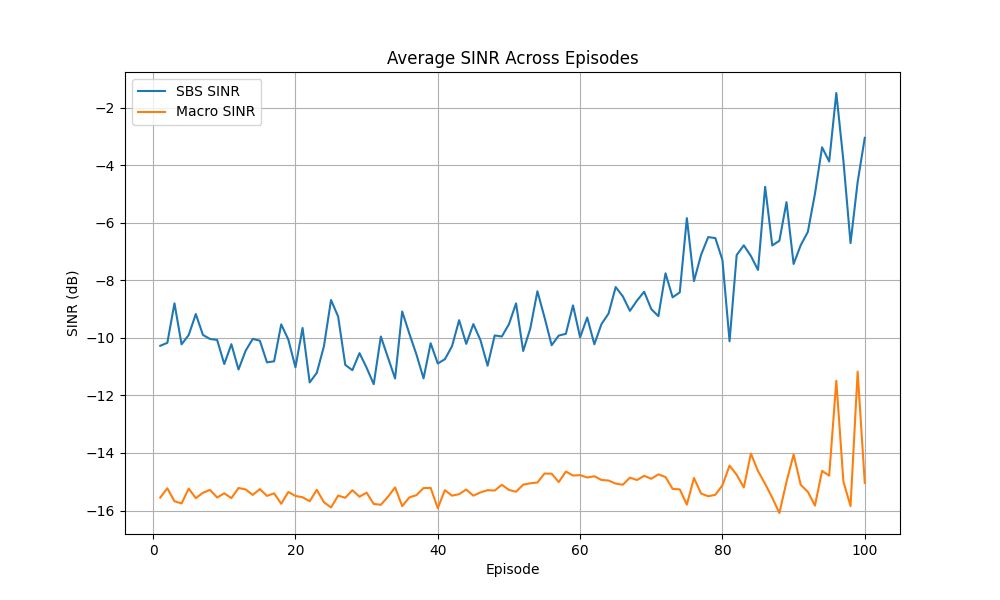 Average SINR Across Episodes
SBS SINR
Macro SINR
SINR (dB)
−2
−4
−6
−8
−10
−12
−14
−16
0 20 40 60 80 100
Episode